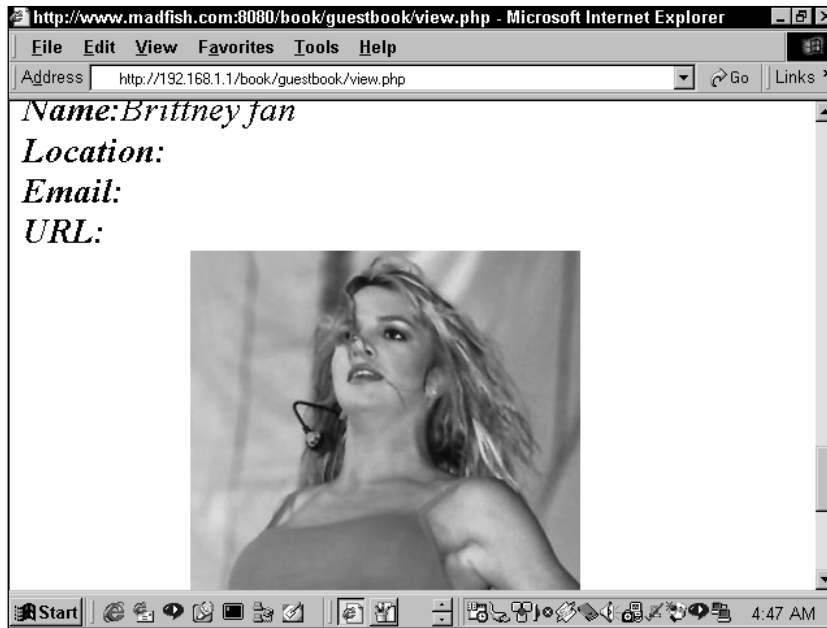 http://www.madfish.com:8080/book/guestbook/view.php - Microsoft Internet Explorer
File Edit View Favorites Tools Help
Address http://192.168.1.1/book/guestbook/view.php Go Links
Name:Brittney fan
Location:
Email:
URL:
Start 4:47 AM